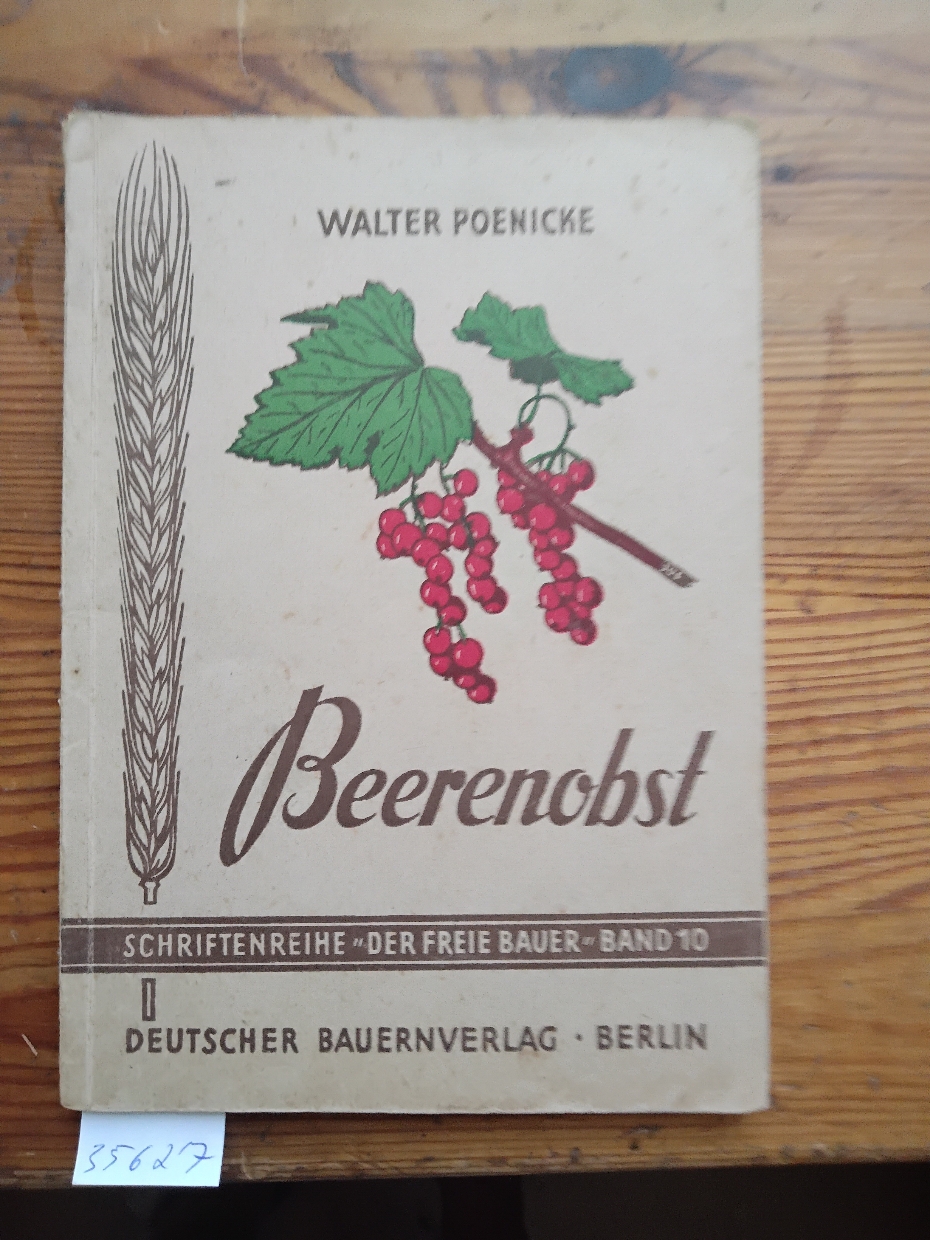 WALTER POENICKE
Beerenobst
SCHRIFTENREIHE "DER FREIE BAUER" BAND 10
DEUTSCHER BAUERNVERLAG · BERLIN
35627